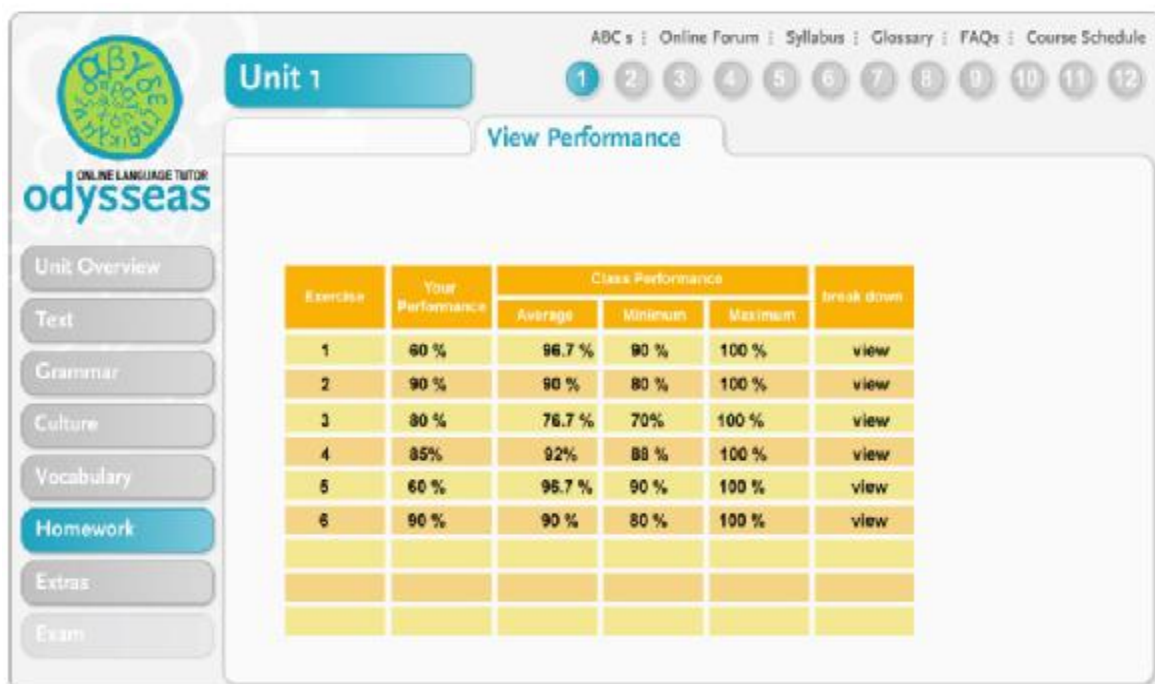 ABC s : Online Forum : Syllabus : Glossary : FAQs : Course Schedule
Unit 1
1 2 3 4 5 6 7 8 9 10 11 12
View Performance
ONLINE LANGUAGE TUTOR
odysseas
Unit Overview
Text
Grammar
Culture
Vocabulary
Homework
Extras
Exam
Exercise Your Performance Class Performance break down
Average Minimum Maximum
1 60 % 96.7 % 90 % 100 % view
2 90 % 90 % 80 % 100 % view
3 80 % 76.7 % 70% 100 % view
4 85% 92% 88 % 100 % view
5 60 % 96.7 % 90 % 100 % view
6 90 % 90 % 80 % 100 % view